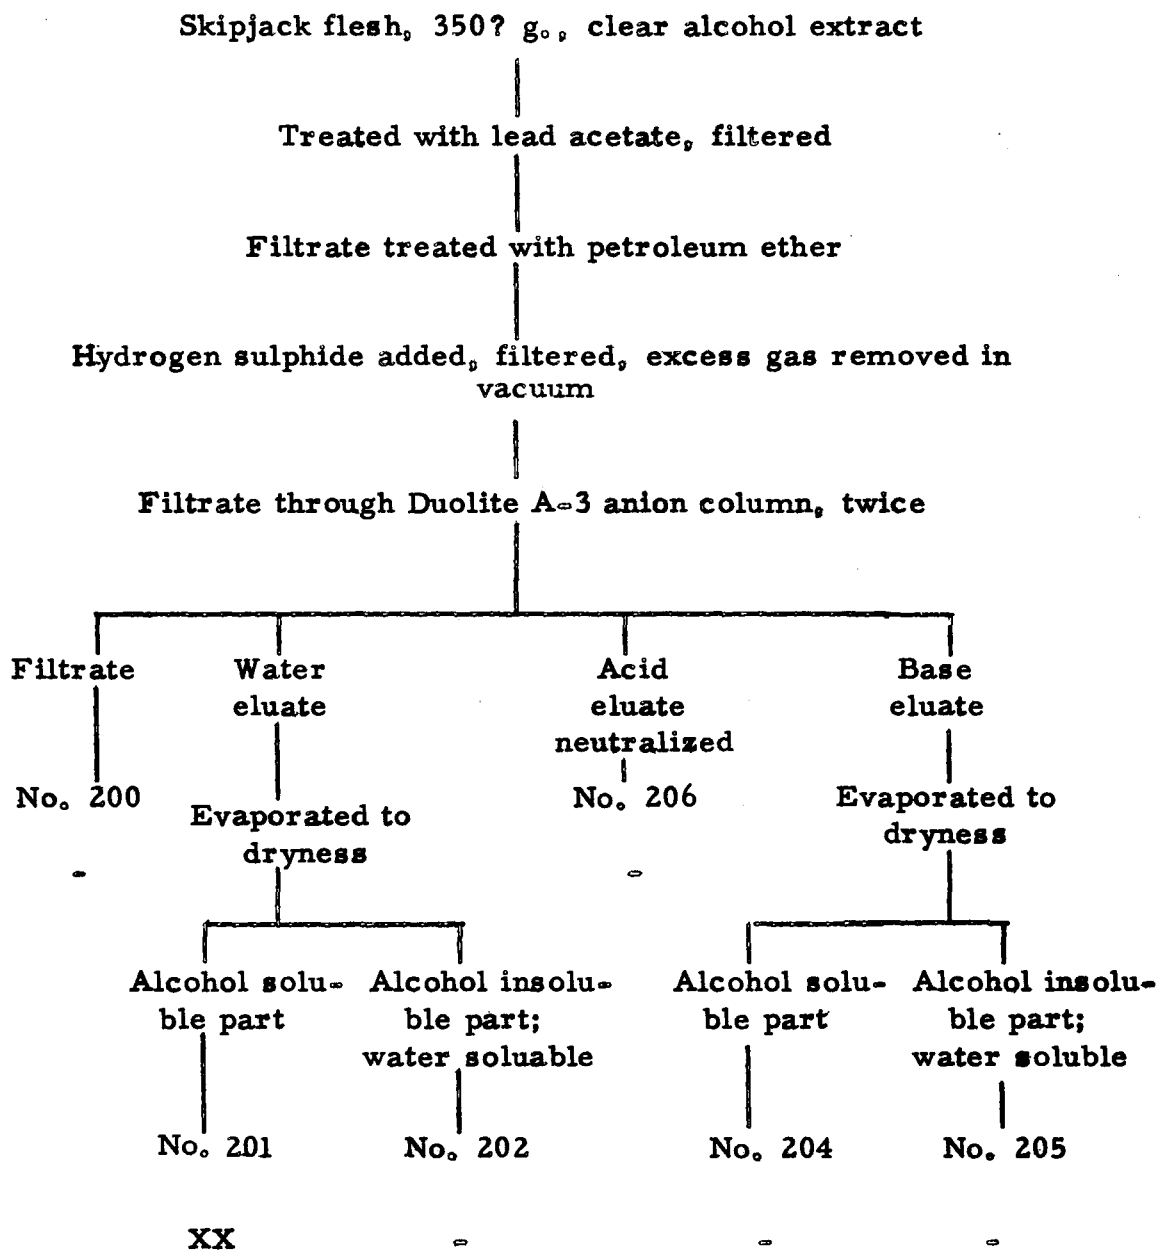 Skipjack flesh, 350? g., clear alcohol extract
Treated with lead acetate, filtered
Filtrate treated with petroleum ether
Hydrogen sulphide added, filtered, excess gas removed in
vacuum
Filtrate through Duolite A-3 anion column, twice
Filtrate
Water
eluate
Acid
eluate
neutralized
Base
eluate
No. 200
Evaporated to
dryness
No. 206
Evaporated to
dryness
-
-
Alcohol solu-
ble part
Alcohol insolu-
ble part;
water soluable
Alcohol solu-
ble part
Alcohol insolu-
ble part;
water soluble
No. 201
No. 202
No. 204
No. 205
XX
-
-
-